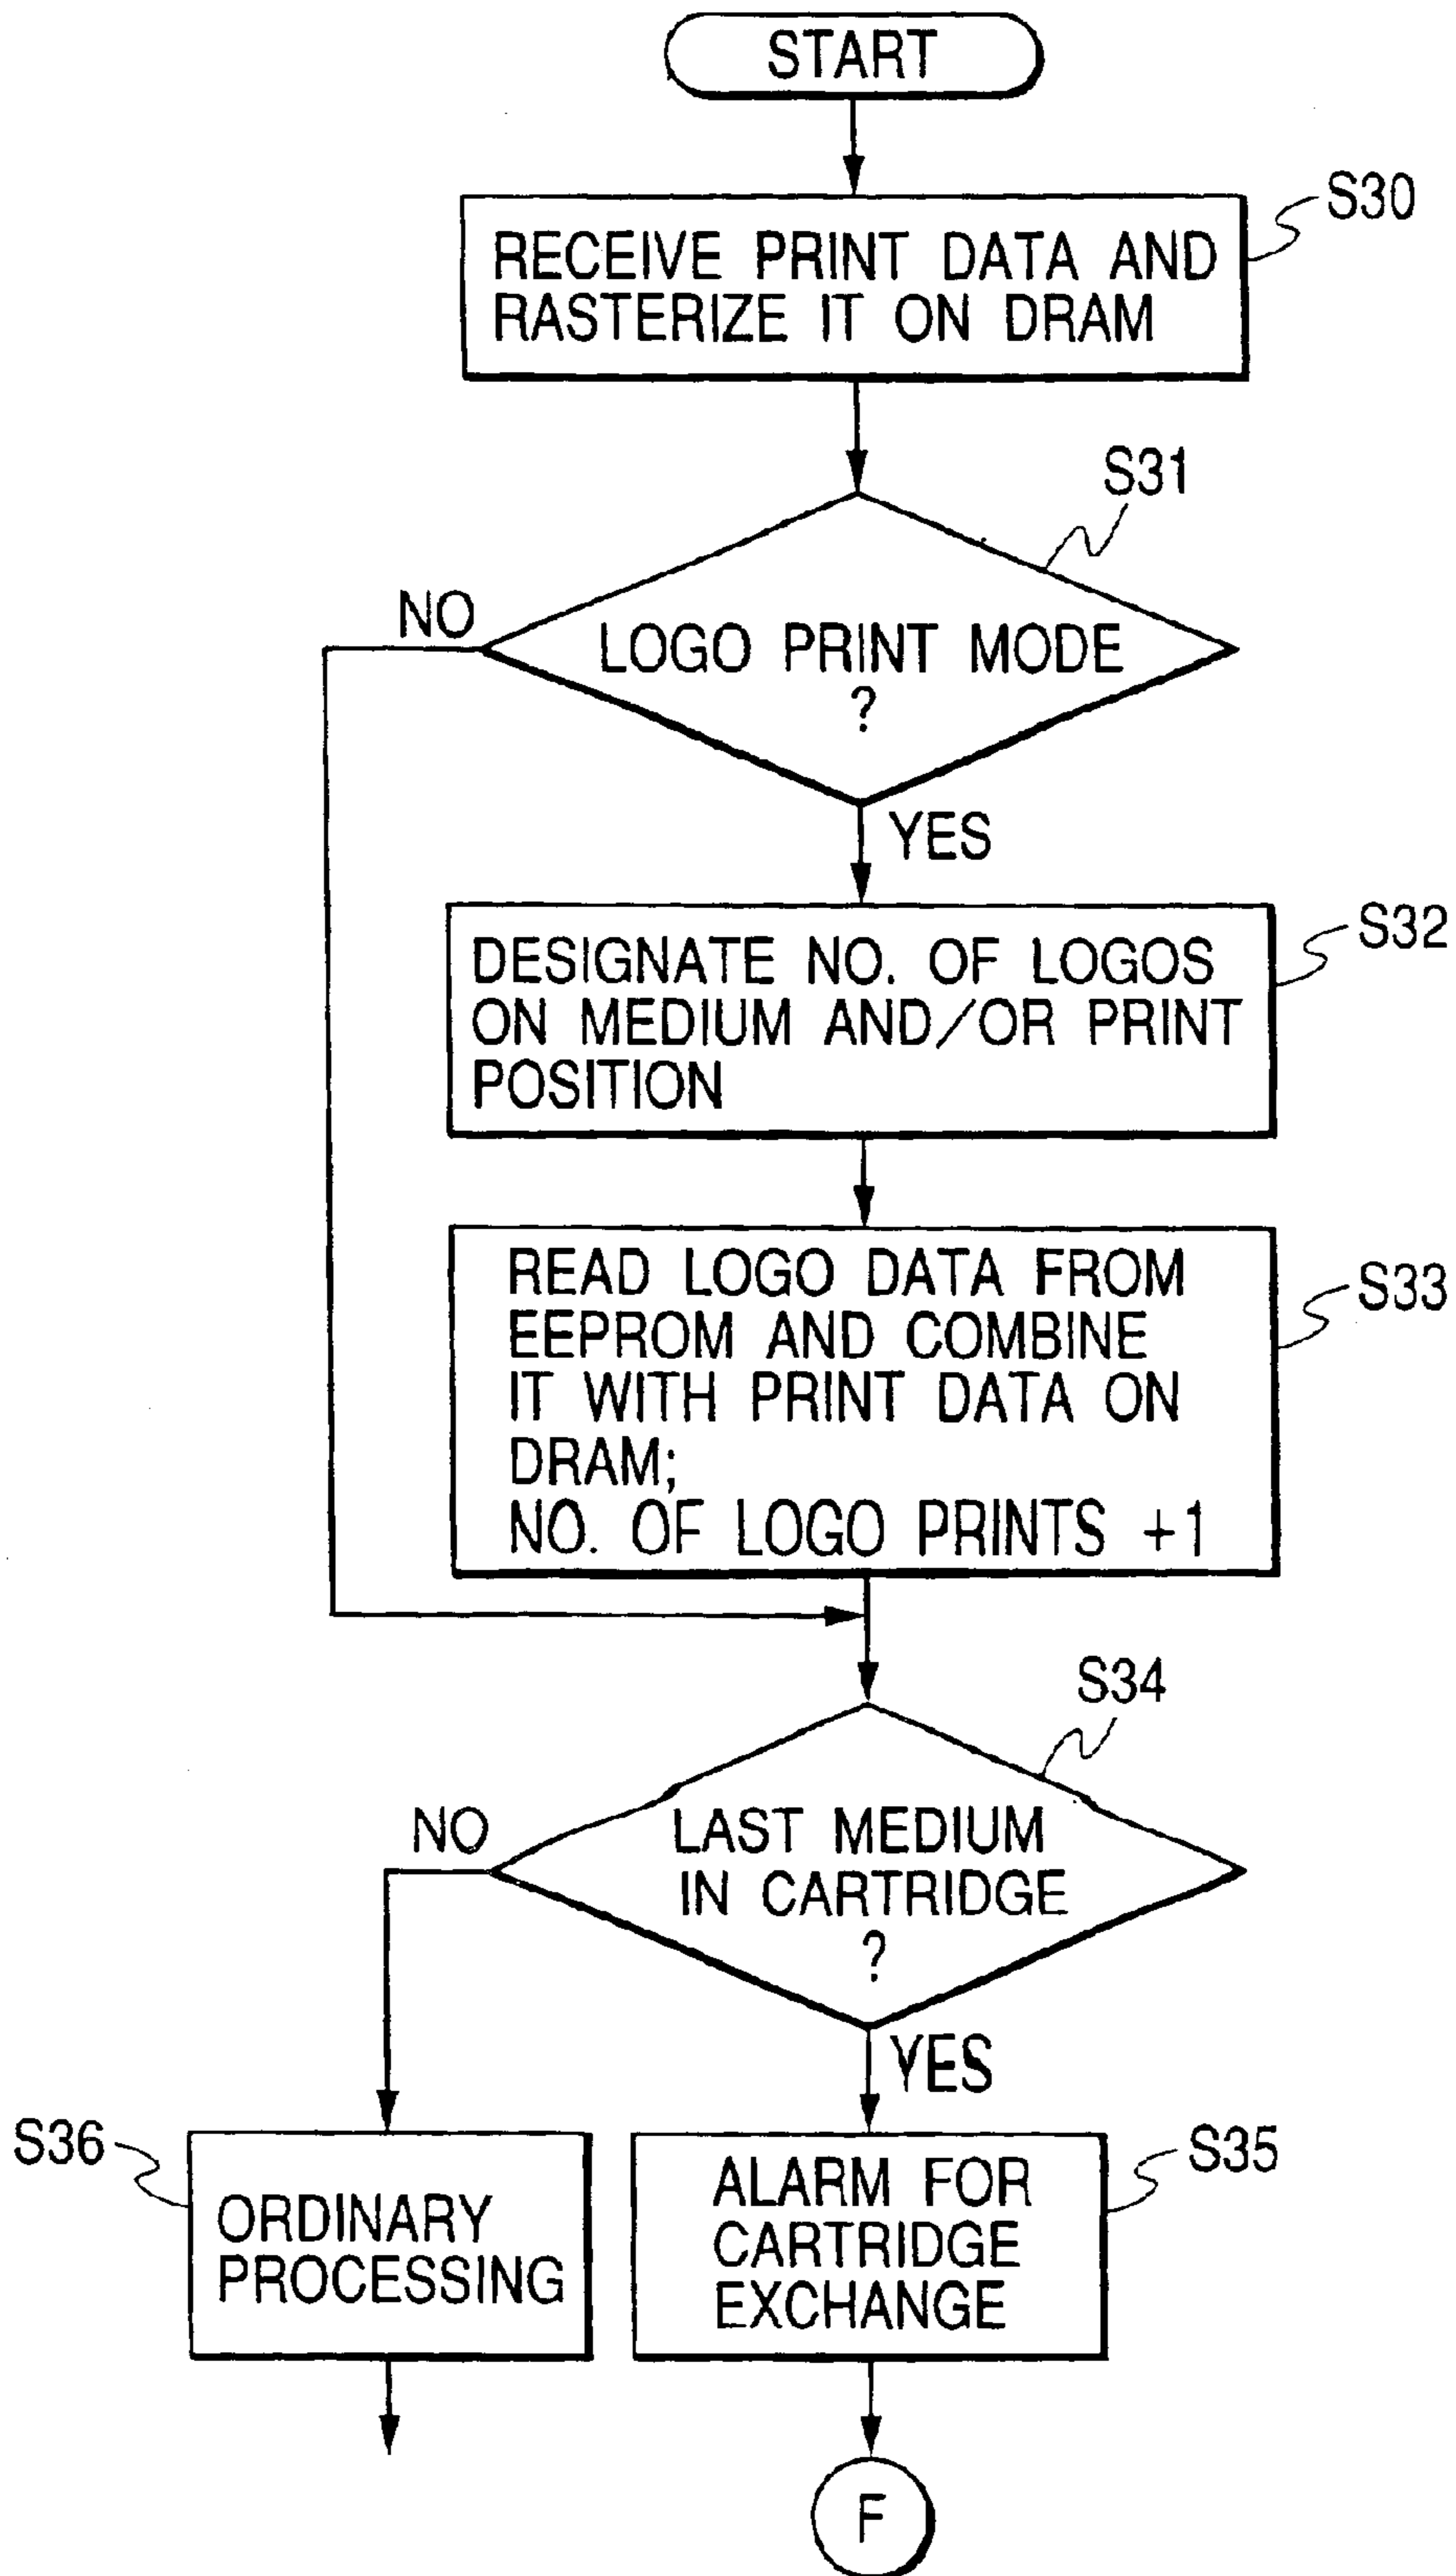 START
S30
RECEIVE PRINT DATA AND
RASTERIZE IT ON DRAM
S31
NO
LOGO PRINT MODE
?
YES
S32
DESIGNATE NO. OF LOGOS
ON MEDIUM AND/OR PRINT
POSITION
S33
READ LOGO DATA FROM
EEPROM AND COMBINE
IT WITH PRINT DATA ON
DRAM;
NO. OF LOGO PRINTS +1
S34
NO
LAST MEDIUM
IN CARTRIDGE
?
YES
S36
ORDINARY
PROCESSING
S35
ALARM FOR
CARTRIDGE
EXCHANGE
F